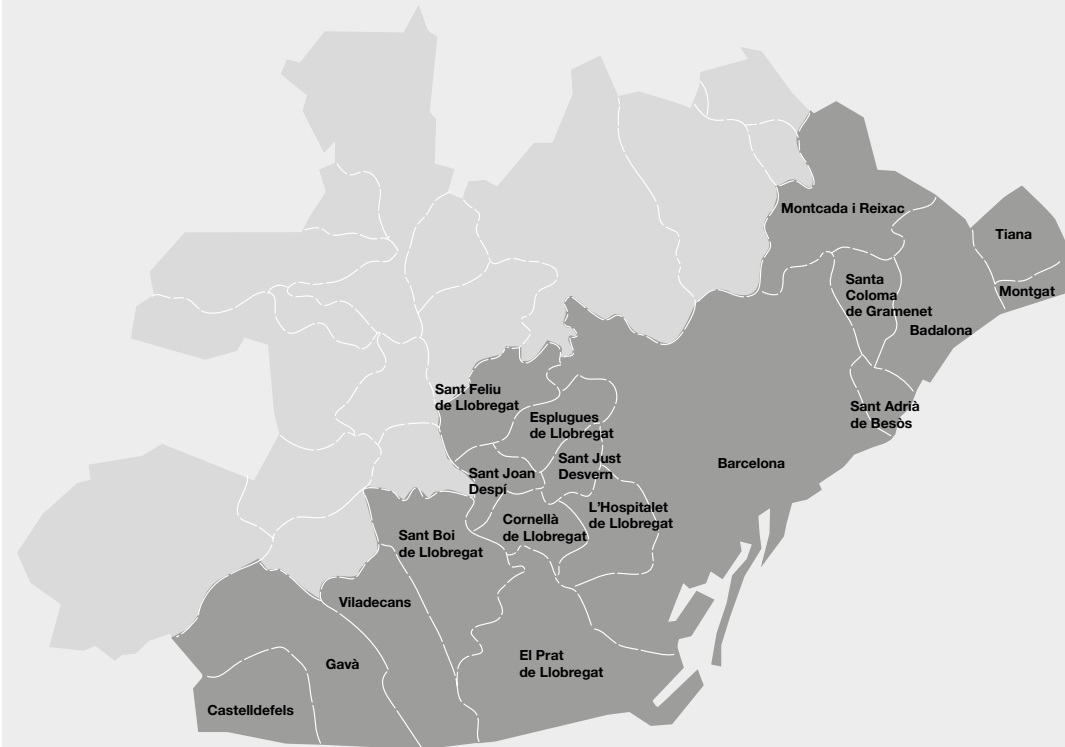 Montcada i Reixac
Tiana
Santa
Coloma
de Gramenet
Montgat
Badalona
Sant Feliu
de Llobregat
Esplugues
de Llobregat
Sant Adrià
de Besòs
Sant Just
Desvern
Barcelona
Sant Joan
Despí
L'Hospitalet
de Llobregat
Cornellà
de Llobregat
Sant Boi
de Llobregat
Viladecans
El Prat
de Llobregat
Gavà
Castelldefels